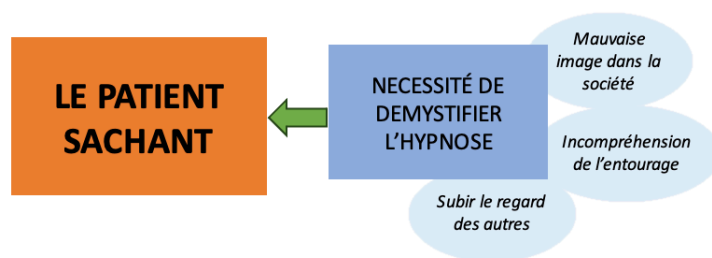 LE PATIENT
SACHANT
NECESSITÉ DE
DEMYSTIFIER
L'HYPNOSE
Mauvaise
image dans la
société
Incompréhension
de l'entourage
Subir le regard
des autres